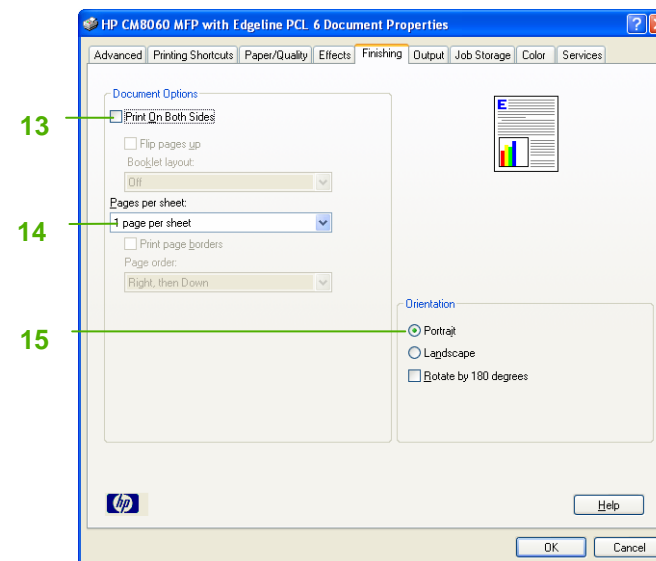 HP CM8060 MFP with Edgeline PCL 6 Document Properties
Advanced Printing Shortcuts Paper/Quality Effects Finishing Output Job Storage Color Services
Document Options
13
Print On Both Sides
Flip pages up
Booklet layout:
Off
Pages per sheet:
14
1 page per sheet
Print page borders
Page order:
Right, then Down
Orientation
15
Portrait
Landscape
Rotate by 180 degrees
E
hp
Help
OK Cancel